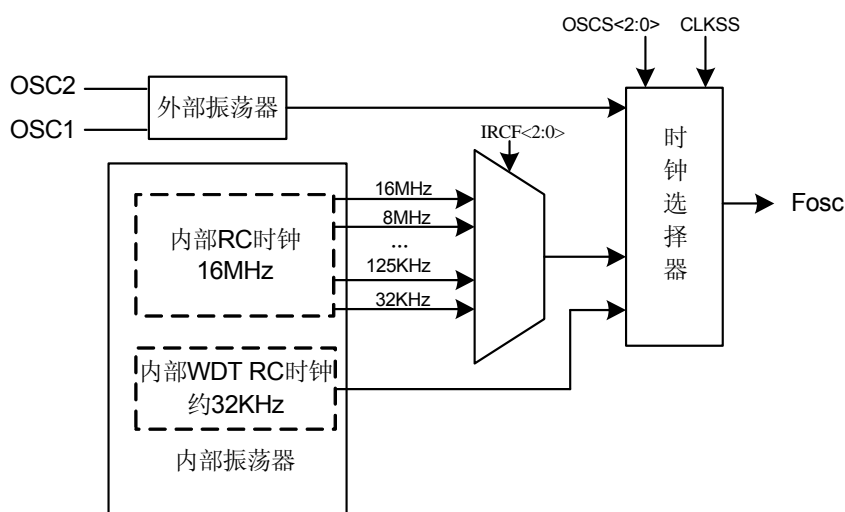 OSCS<2:0>
CLKSS
OSC2
OSC1
外部振荡器
IRCF<2:0>
时
钟
选
择
器
Fosc
16MHz
8MHz
...
125KHz
32KHz
内部RC时钟
16MHz
内部WDT RC时钟
约32KHz
内部振荡器